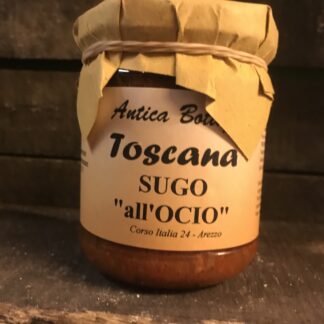 Antica
Toscana
SUGO
"all'OCIO"
Corso Italia 24 - Arezzo